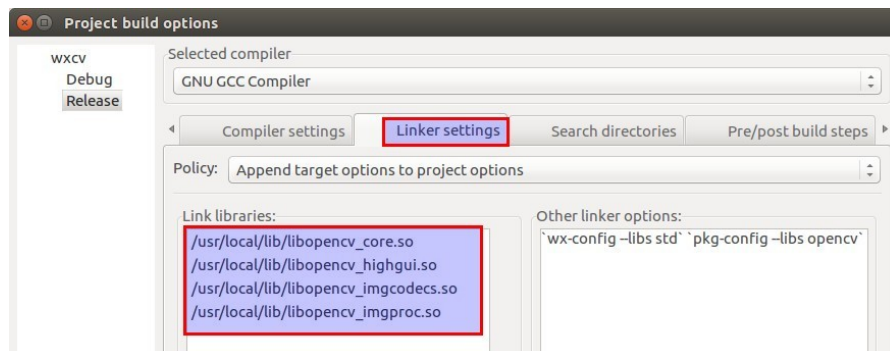 Project build options
wxcv
Debug
Release
Selected compiler
GNU GCC Compiler
Compiler settings
Linker settings
Search directories
Pre/post build steps
Policy:
Append target options to project options
Link libraries:
/usr/local/lib/libopencv_core.so
/usr/local/lib/libopencv_highgui.so
/usr/local/lib/libopencv_imgcodecs.so
/usr/local/lib/libopencv_imgproc.so
Other linker options:
`wx-config --libs std` `pkg-config --libs opencv`